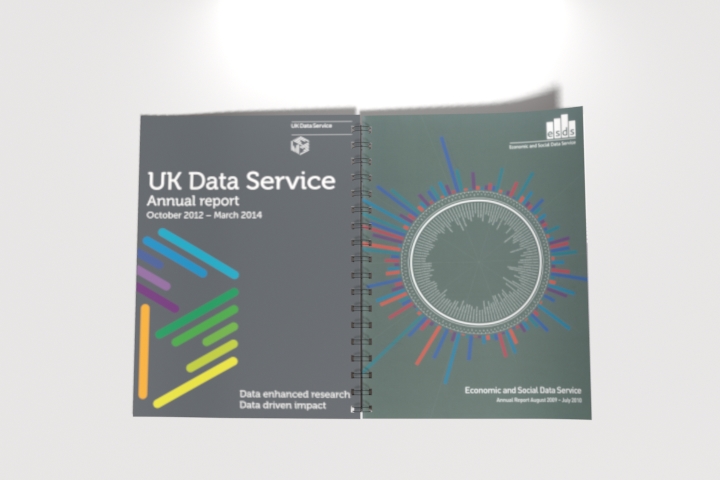 UK Data Service
UK Data Service
Annual report
October 2012 – March 2014
Data enhanced research
Data driven impact
esds
Economic and Social Data Service
Economic and Social Data Service
Annual Report August 2009 – July 2010